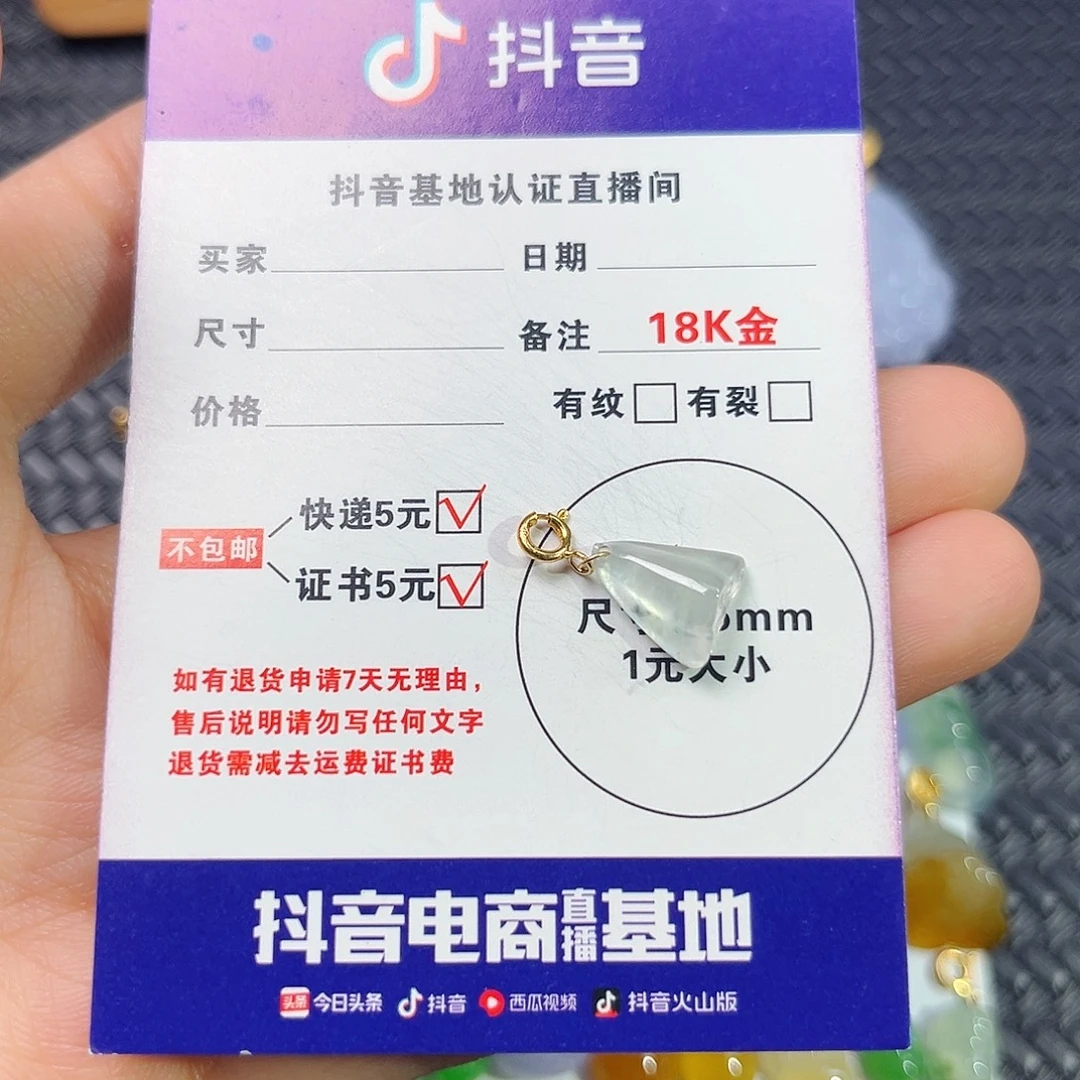 抖音
抖音基地认证直播间
买家 日期
尺寸 备注 18K金
价格 有纹 有裂
快递5元
不包邮
证书5元
尺 mm
1元大小
如有退货申请7天无理由,
售后说明请勿写任何文字
退货需减去运费证书费
抖音电商直播基地
头条 今日头条 抖音 西瓜视频 抖音火山版